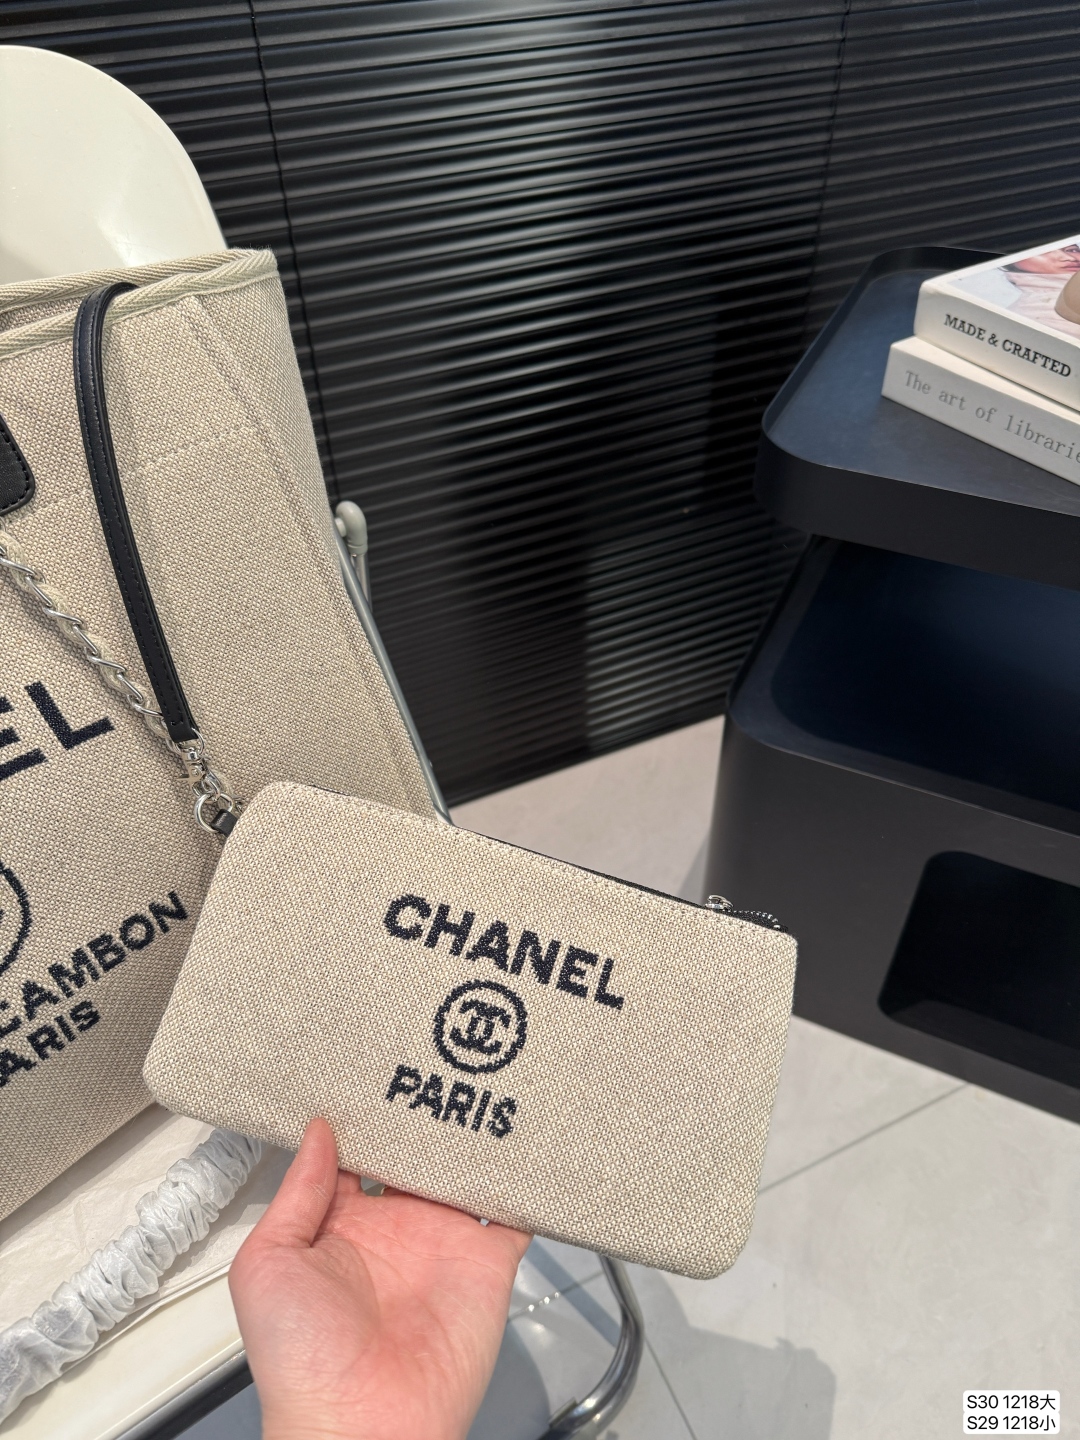 MADE & CRAFTED
The art of librarie
EL
CAMBON
ARIS
CHANEL
PARIS
S30 1218大
S29 1218小